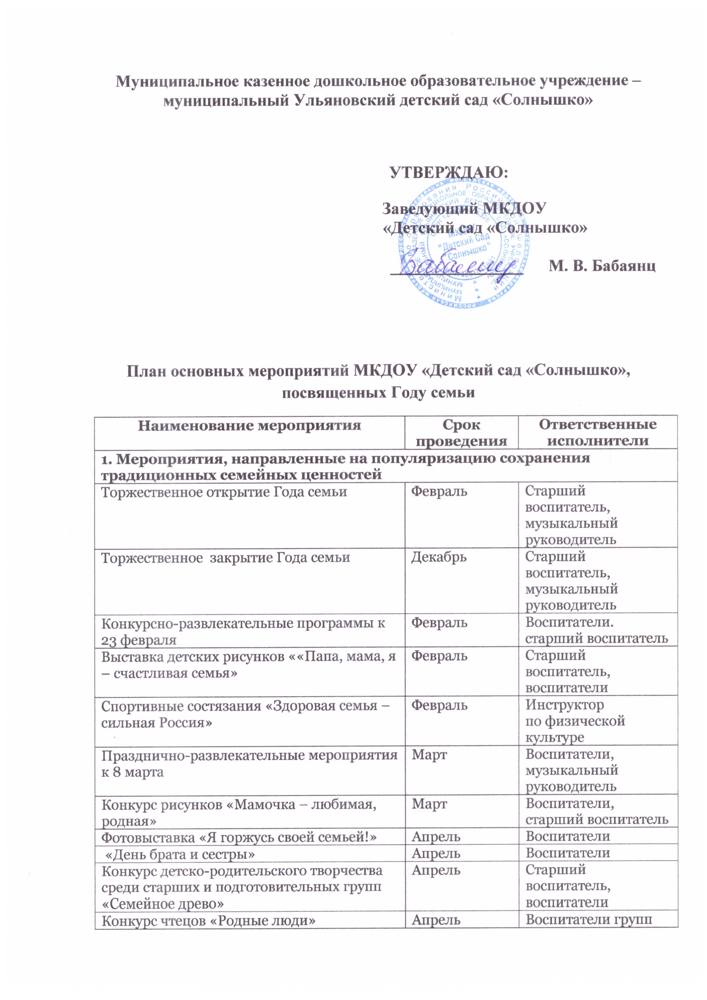 Муниципальное казенное дошкольное образовательное учреждение –
муниципальный Ульяновский детский сад «Солнышко»
УТВЕРЖДАЮ:
Заведующий МКДОУ
«Детский сад «Солнышко»
МКДОУ
"Детский Сад
"Солнышко"
М. В. Бабаянц
План основных мероприятий МКДОУ «Детский сад «Солнышко»,
посвященных Году семьи
Наименование мероприятия
Срок
проведения
Ответственные
исполнители
1. Мероприятия, направленные на популяризацию сохранения
традиционных семейных ценностей
Торжественное открытие Года семьи
Февраль
Старший
воспитатель,
музыкальный
руководитель
Торжественное закрытие Года семьи
Декабрь
Старший
воспитатель,
музыкальный
руководитель
Конкурсно-развлекательные программы к
23 февраля
Февраль
Воспитатели.
старший воспитатель
Выставка детских рисунков ««Папа, мама, я
– счастливая семья»
Февраль
Старший
воспитатель,
воспитатели
Спортивные состязания «Здоровая семья –
сильная Россия»
Февраль
Инструктор
по физической
культуре
Празднично-развлекательные мероприятия
к 8 марта
Март
Воспитатели,
музыкальный
руководитель
Конкурс рисунков «Мамочка – любимая,
родная»
Март
Воспитатели,
старший воспитатель
Фотовыставка «Я горжусь своей семьей!»
Апрель
Воспитатели
«День брата и сестры»
Апрель
Воспитатели
Конкурс детско-родительского творчества
среди старших и подготовительных групп
«Семейное древо»
Апрель
Старший
воспитатель,
воспитатели
Конкурс чтецов «Родные люди»
Апрель
Воспитатели групп